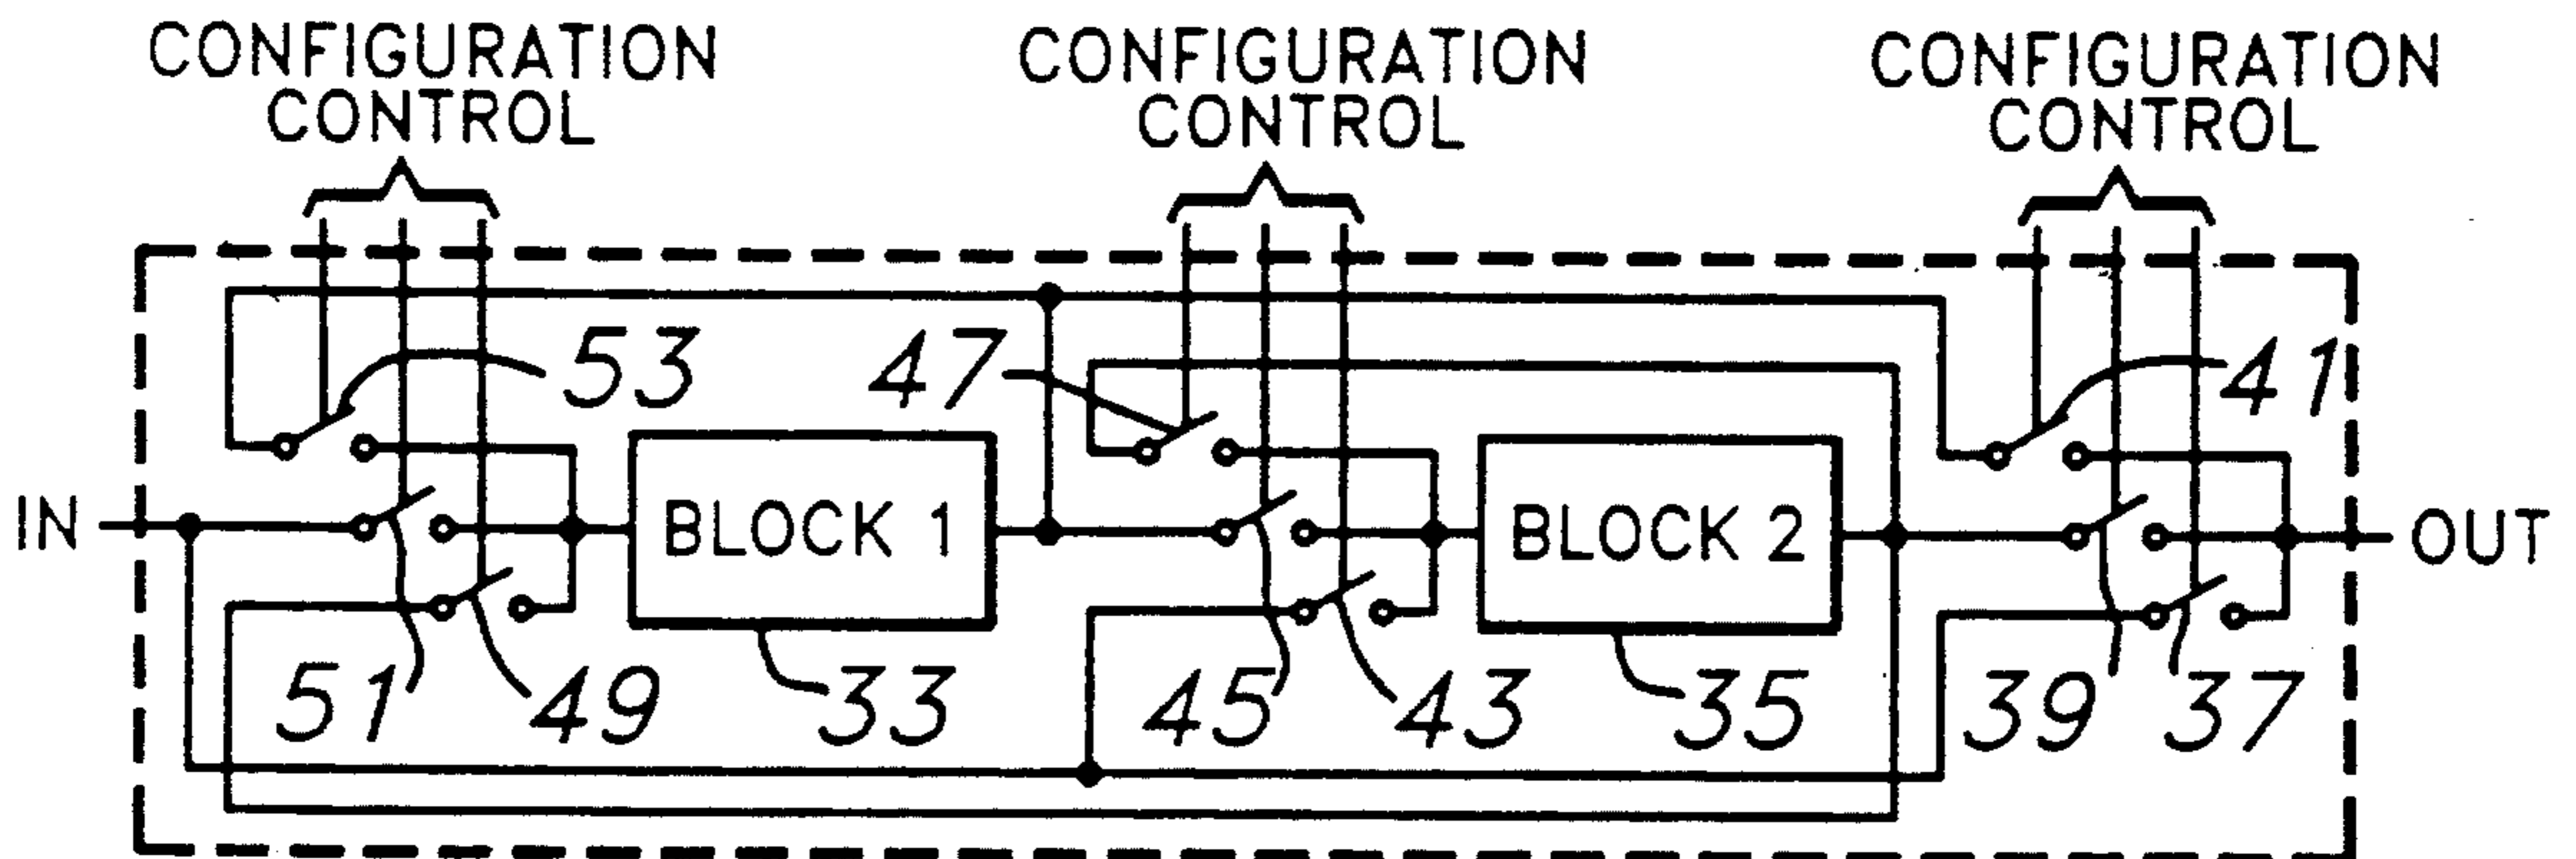 CONFIGURATION
CONTROL
CONFIGURATION
CONTROL
CONFIGURATION
CONTROL
53
47
41
IN
BLOCK 1
BLOCK 2
OUT
51
49
33
45
43
35
39
37